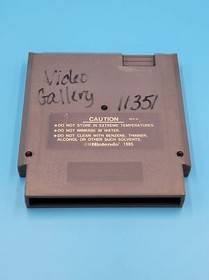 Video
Gallery 11351
CAUTION
●DO NOT STORE IN EXTREME TEMPERATURES.
●DO NOT IMMERSE IN WATER.
●DO NOT CLEAN WITH BENZENE, THINNER,
ALCOHOL OR OTHER SUCH SOLVENTS.
©Nintendo 1985